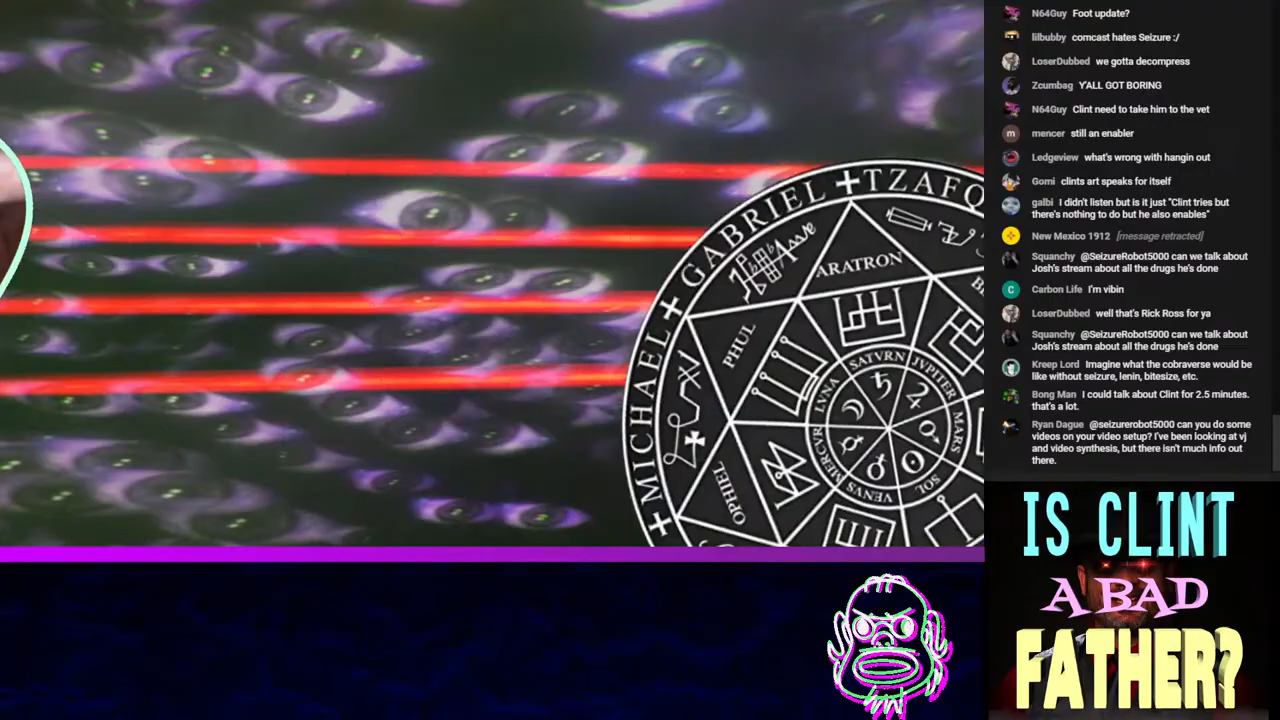 N64Guy Foot update?
lilbubby comcast hates Seizure :/
LoserDubbed we gotta decompress
Zcumbag Y'ALL GOT BORING
N64Guy Clint need to take him to the vet
m
mencer still an enabler
Ledgeview what's wrong with hangin out
Gomi clints art speaks for itself
galbi I didn't listen but is it just "Clint tries but
there's nothing to do but he also enables"
New Mexico 1912 [message retracted]
Squanchy @SeizureRobot5000 can we talk about
Josh's stream about all the drugs he's done
C
Carbon Life I'm vibin
LoserDubbed well that's Rick Ross for ya
Squanchy @SeizureRobot5000 can we talk about
Josh's stream about all the drugs he's done
Kreep Lord Imagine what the cobraverse would be
like without seizure, lenin, bitesize, etc.
Bong Man I could talk about Clint for 2.5 minutes.
that's a lot.
Ryan Dague @seizurerobot5000 can you do some
videos on your video setup? I've been looking at vj
and video synthesis, but there isn't much info out
there.
MICHAEL
GABRIEL
TZAFQ
ARATRON
PHUL
OPHIEL
SATVRN
JVPITER
MARS
SOL
VENVS
MERCVR
LVNA
IS CLINT
A BAD
FATHER?